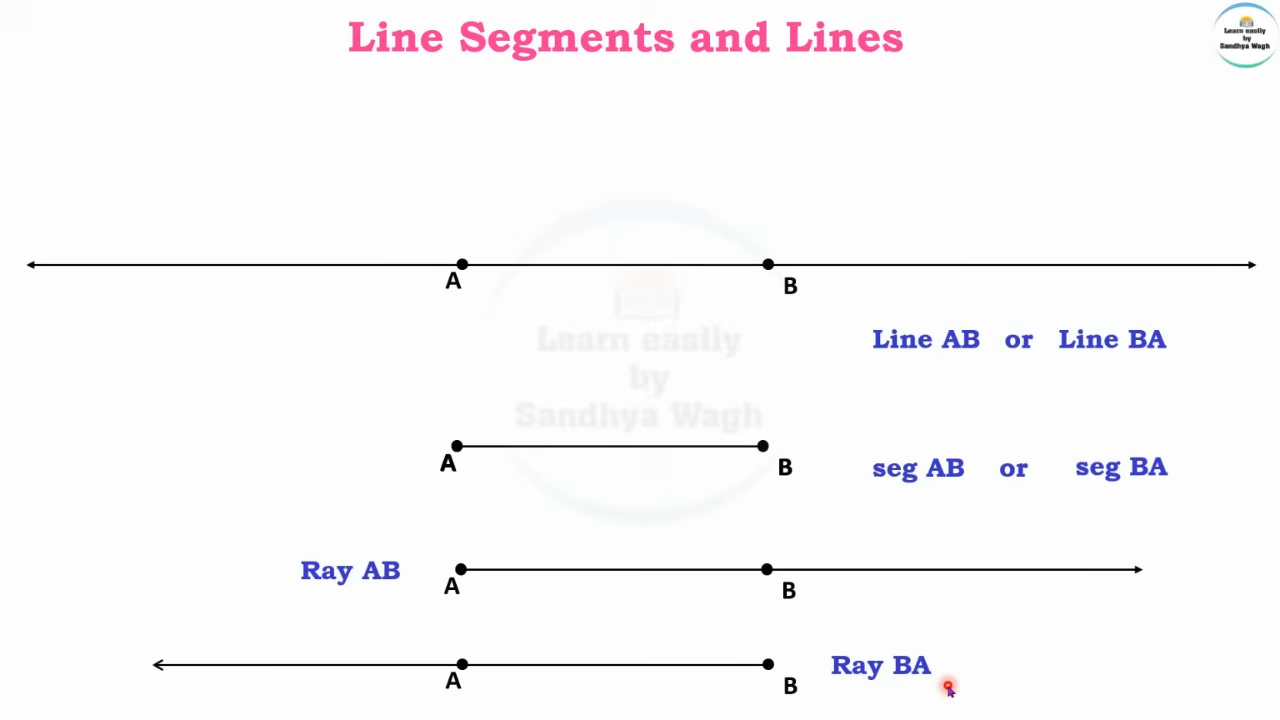 Line Segments and Lines
Learn easily
by
Sandhya Wagh
A
B
Line AB or Line BA
Learn easily
by
Sandhya Wagh
A
B
seg AB or seg BA
Ray AB
A
B
A
B
Ray BA